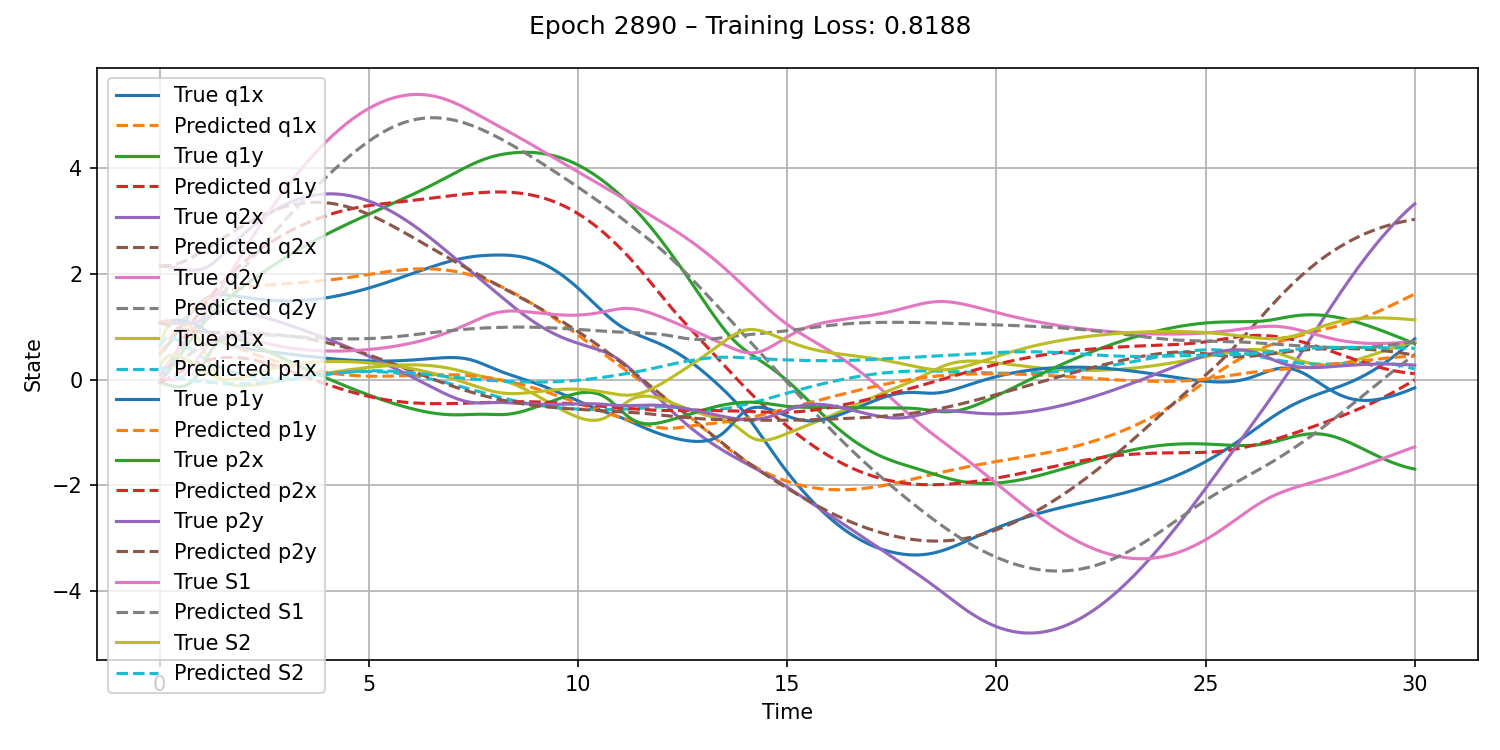 Epoch 2890 – Training Loss: 0.8188
True q1x
Predicted q1x
True q1y
Predicted q1y
True q2x
Predicted q2x
True q2y
Predicted q2y
True p1x
Predicted p1x
True p1y
Predicted p1y
True p2x
Predicted p2x
True p2y
Predicted p2y
True S1
Predicted S1
True S2
Predicted S2
State
4
2
0
−2
−4
0 5 10 15 20 25 30
Time